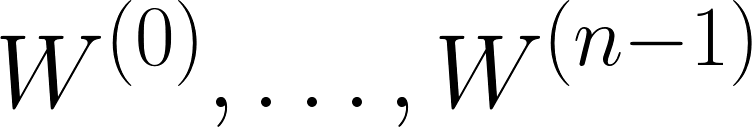 W^{(0)}, \ldots, W^{(n-1)}